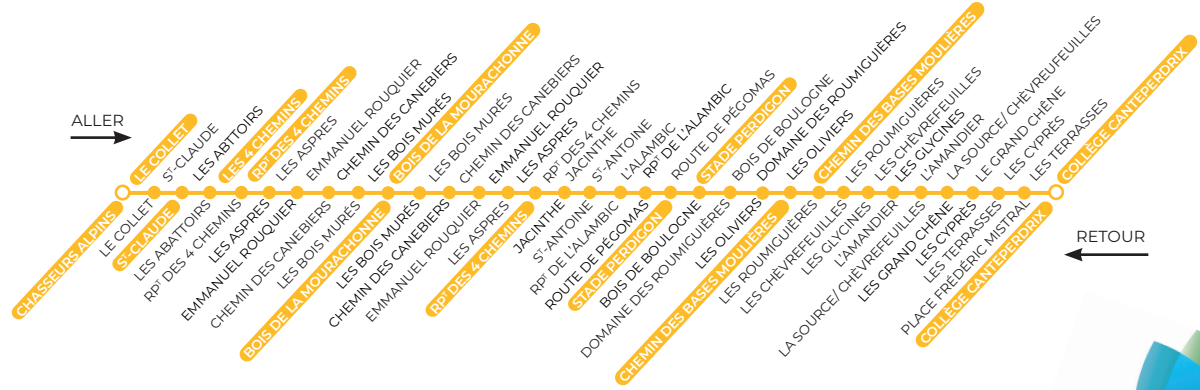 ALLER
LE COLLET
Sᵀ-CLAUDE
LES ABATTOIRS
LES 4 CHEMINS
RPᵀ DES 4 CHEMINS
LES ASPRES
EMMANUEL ROUQUIER
CHEMIN DES CANEBIERS
LES BOIS MURÉS
BOIS DE LA MOURACHONNE
LES BOIS MURÉS
CHEMIN DES CANEBIERS
EMMANUEL ROUQUIER
LES ASPRES
RPᵀ DES 4 CHEMINS
JACINTHE
Sᵀ-ANTOINE
L'ALAMBIC
RPᵀ DE L'ALAMBIC
ROUTE DE PÉGOMAS
STADE PERDIGON
BOIS DE BOULOGNE
DOMAINE DES ROUMIGUIÈRES
LES OLIVIERS
CHEMIN DES BASES MOULIÈRES
LES ROUMIGUIÈRES
LES CHÈVREFEUILLES
LES GLYCINES
L'AMANDIER
LA SOURCE/ CHÈVREUFEUILLES
LE GRAND CHÊNE
LES CYPRÈS
LES TERRASSES
COLLÈGE CANTEPERDRIX
CHASSEURS ALPINS
LE COLLET
Sᵀ-CLAUDE
LES ABATTOIRS
RPᵀ DES 4 CHEMINS
LES ASPRES
EMMANUEL ROUQUIER
CHEMIN DES CANEBIERS
LES BOIS MURÉS
BOIS DE LA MOURACHONNE
LES BOIS MURÉS
CHEMIN DES CANEBIERS
EMMANUEL ROUQUIER
LES ASPRES
RPᵀ DES 4 CHEMINS
JACINTHE
Sᵀ-ANTOINE
RPᵀ DE L'ALAMBIC
ROUTE DE PÉGOMAS
STADE PERDIGON
BOIS DE BOULOGNE
DOMAINE DES ROUMIGUIÈRES
LES OLIVIERS
CHEMIN DES BASES MOULIÈRES
LES ROUMIGUIÈRES
LES CHÈVREFEUILLES
LES GLYCINES
L'AMANDIER
LA SOURCE/ CHÈVREFEUILLES
LES GRAND CHÊNE
LES CYPRÈS
LES TERRASSES
PLACE FRÉDÉRIC MISTRAL
COLLÈGE CANTEPERDRIX
RETOUR